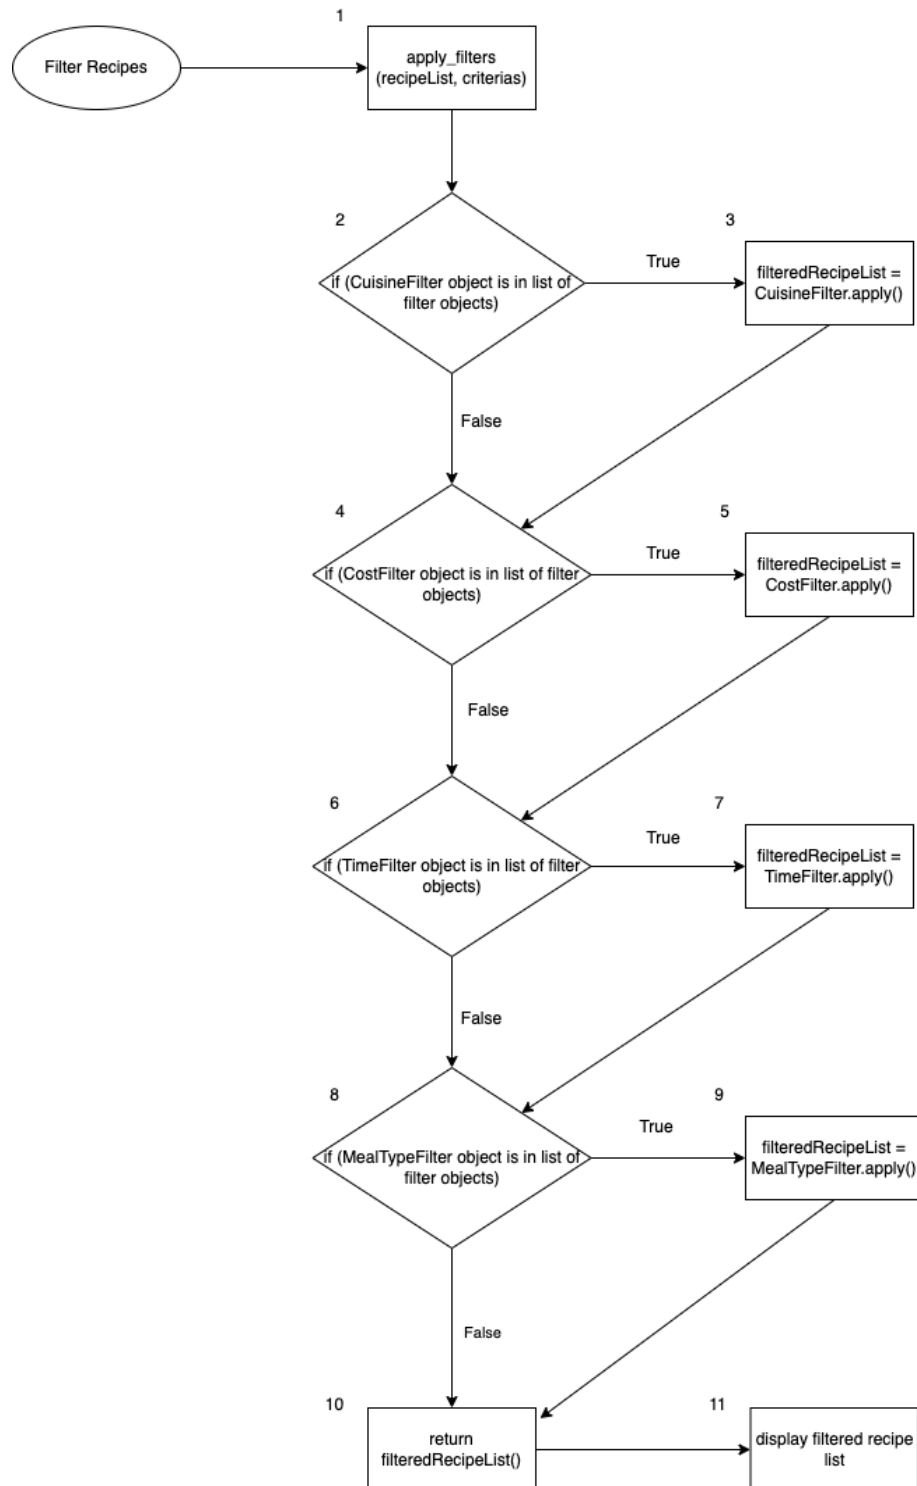 1
Filter Recipes
apply_filters
(recipeList, criterias)
2
if (CuisineFilter object is in list of
filter objects)
True
3
filteredRecipeList =
CuisineFilter.apply()
False
4
if (CostFilter object is in list of filter
objects)
True
5
filteredRecipeList =
CostFilter.apply()
False
6
if (TimeFilter object is in list of filter
objects)
True
7
filteredRecipeList =
TimeFilter.apply()
False
8
if (MealTypeFilter object is in list of
filter objects)
True
9
filteredRecipeList =
MealTypeFilter.apply()
False
10
return
filteredRecipeList()
11
display filtered recipe
list